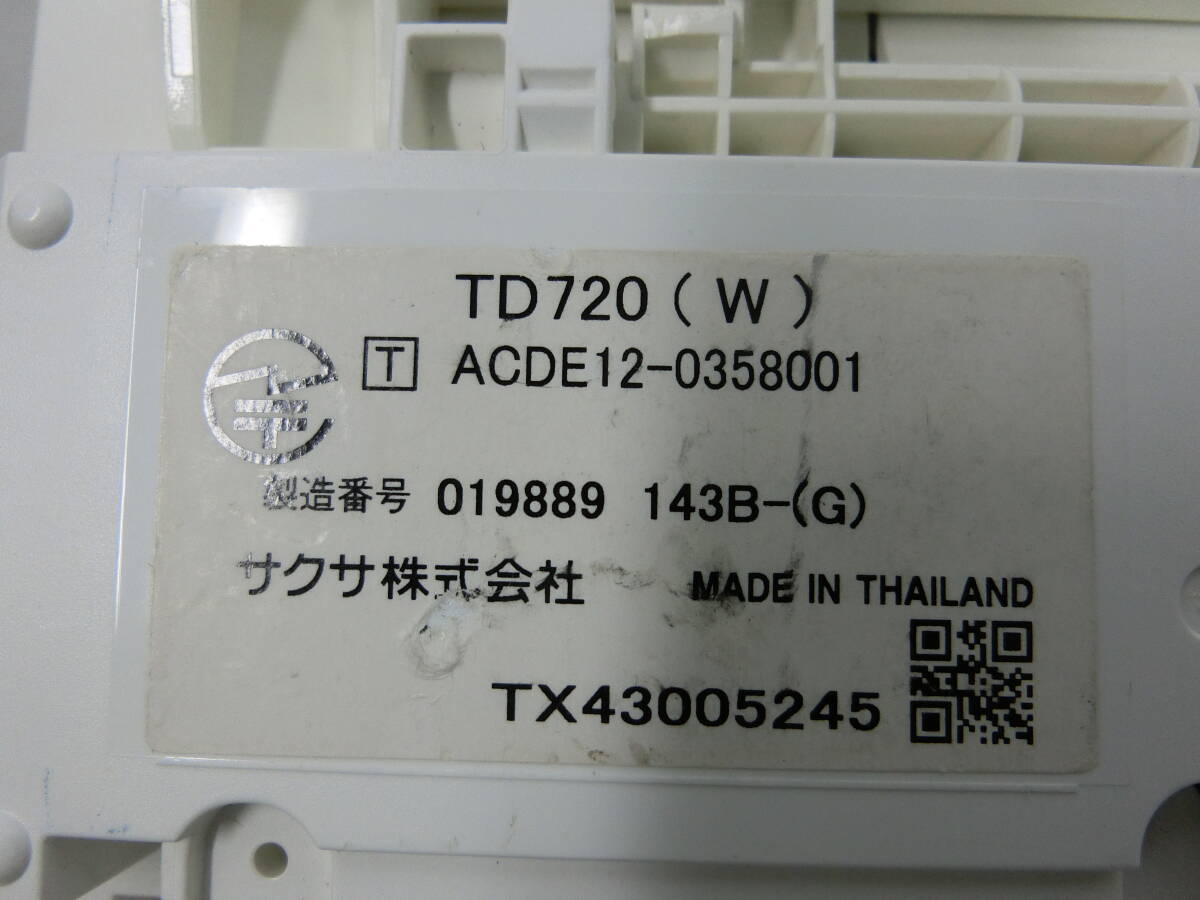 TD720 ( W )
T ACDE12-0358001
製造番号 019889 143B-(G)
サクサ株式会社 MADE IN THAILAND
TX43005245